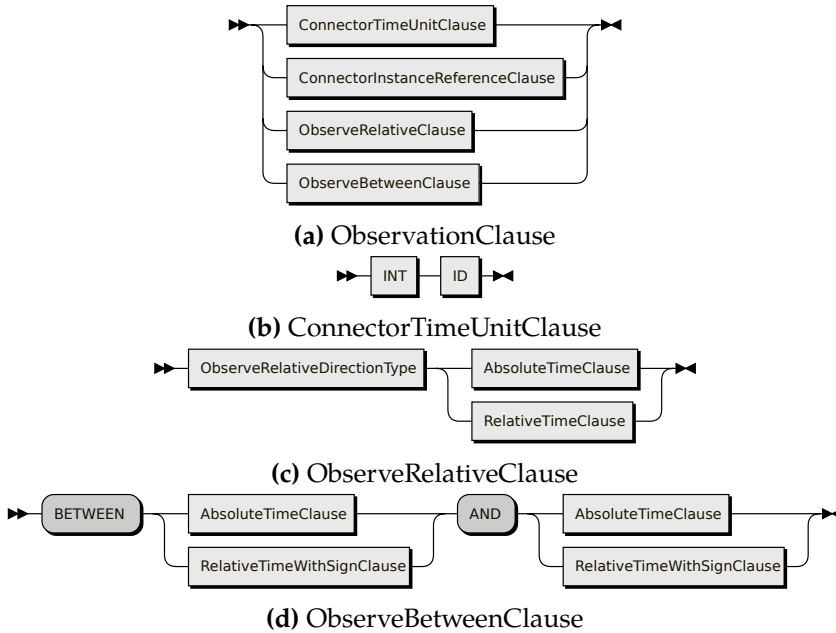 ConnectorTimeUnitClause
ConnectorInstanceReferenceClause
ObserveRelativeClause
ObserveBetweenClause
(a) ObservationClause
INT ID
(b) ConnectorTimeUnitClause
ObserveRelativeDirectionType AbsoluteTimeClause
RelativeTimeClause
(c) ObserveRelativeClause
BETWEEN AbsoluteTimeClause AND AbsoluteTimeClause
RelativeTimeWithSignClause RelativeTimeWithSignClause
(d) ObserveBetweenClause